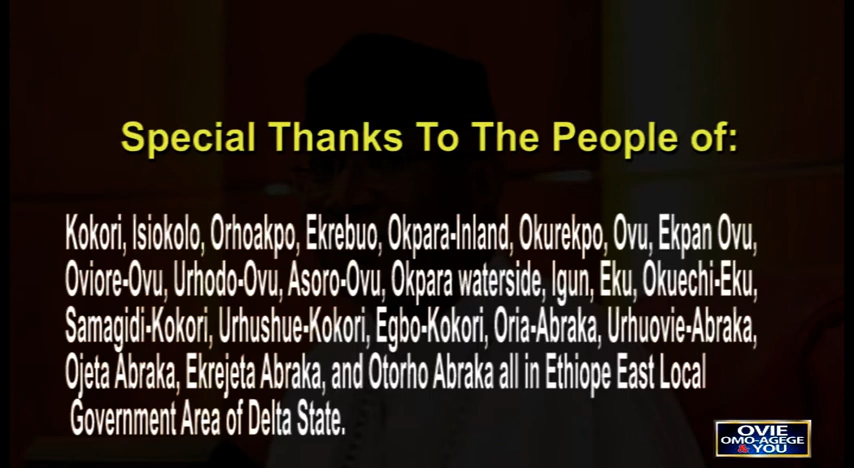 Special Thanks To The People of:
Kokori, Isiokolo, Orhoakpo, Ekrebuo, Okpara-Inland, Okurekpo, Ovu, Ekpan Ovu,
Oviore-Ovu, Urhodo-Ovu, Asoro-Ovu, Okpara waterside, Igun, Eku, Okuechi-Eku,
Samagidi-Kokori, Urhushue-Kokori, Egbo-Kokori, Oria-Abraka, Urhuovie-Abraka,
Ojeta Abraka, Ekrejeta Abraka, and Otorho Abraka all in Ethiope East Local
Government Area of Delta State.
OVIE
OMO-AGEGE
& YOU